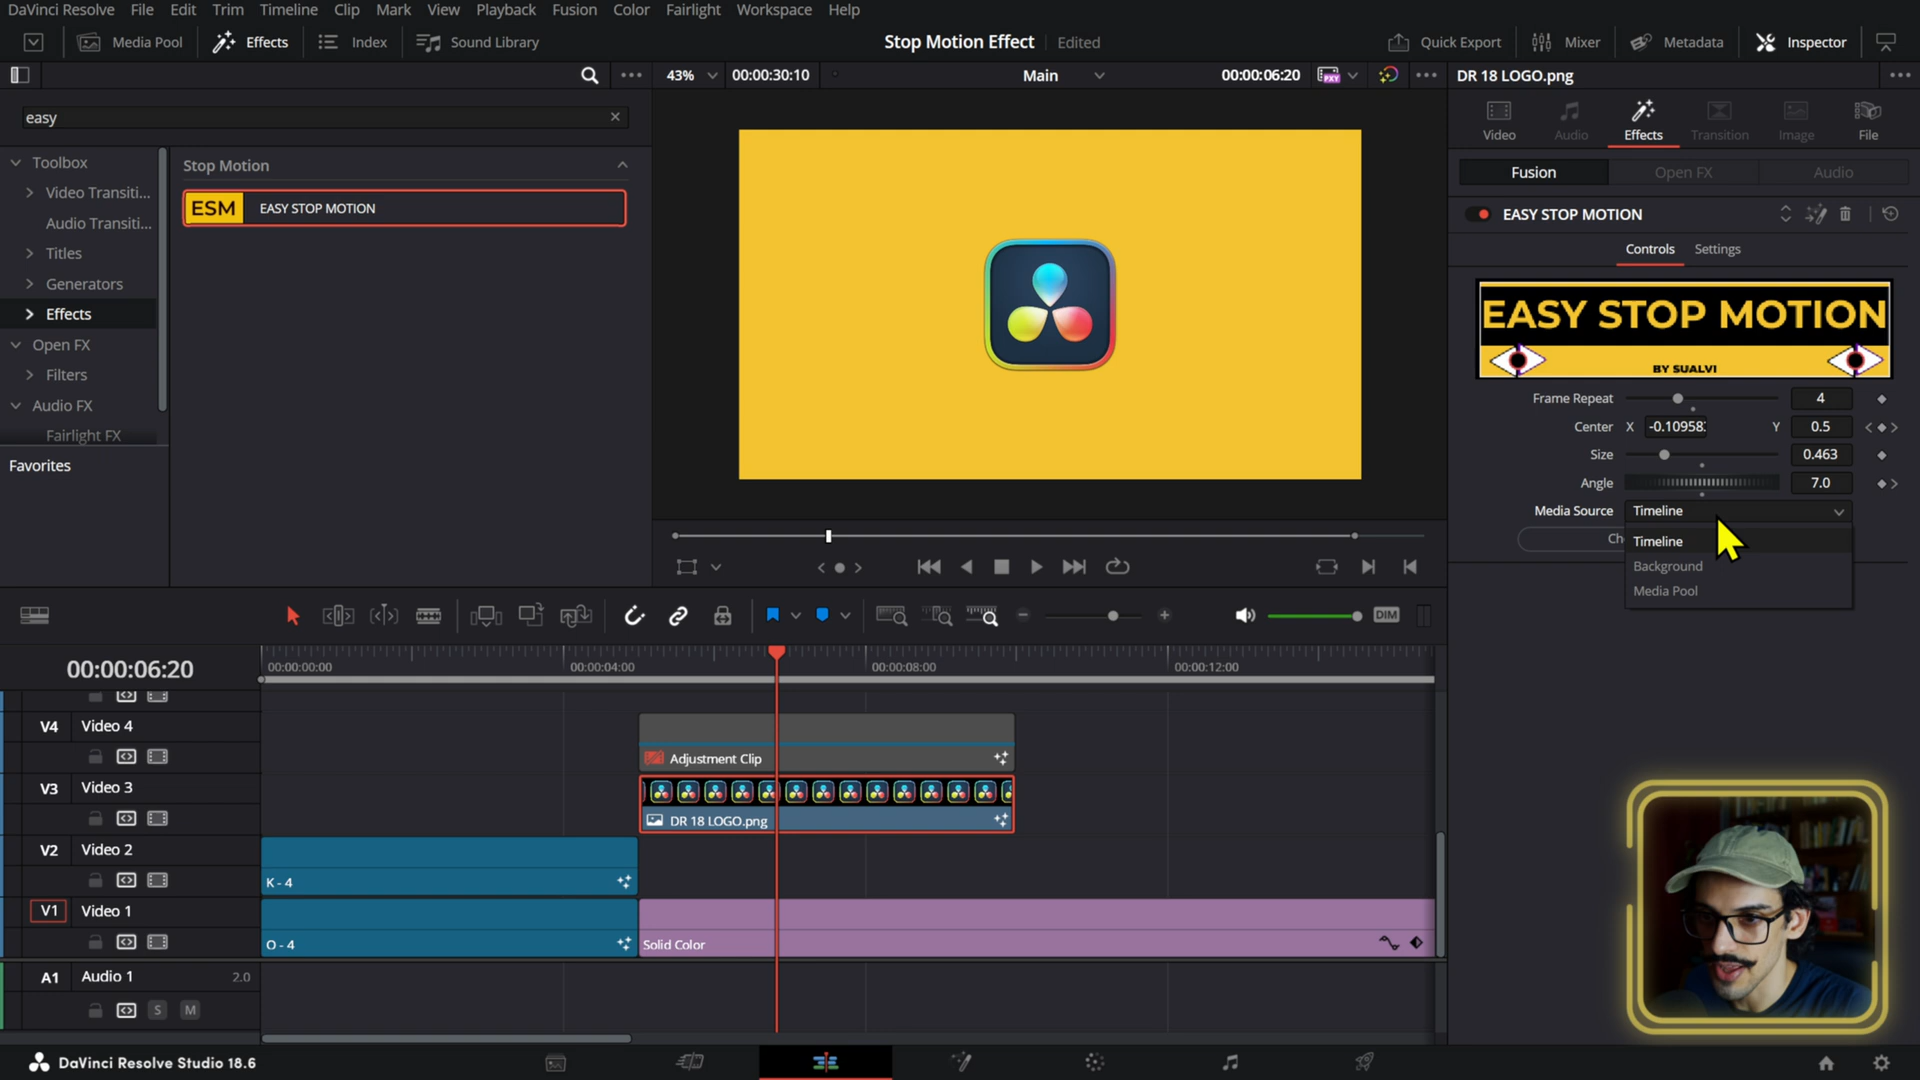 DaVinci Resolve File Edit Trim Timeline Clip Mark View Playback Fusion Color Fairlight Workspace Help
Media Pool Effects Index Sound Library Stop Motion Effect Edited Quick Export Mixer Metadata Inspector
43% 00:00:30:10 Main 00:00:06:20 PXY DR 18 LOGO.png
easy
Video Audio Effects Transition Image File
Toolbox
Video Transiti...
Audio Transiti...
Titles
Generators
Effects
Open FX
Filters
Audio FX
Fairlight FX
Favorites
Stop Motion
ESM EASY STOP MOTION
Fusion Open FX Audio
EASY STOP MOTION
Controls Settings
EASY STOP MOTION
BY SUALVI
Frame Repeat 4
Center X -0.10958: Y 0.5
Size 0.463
Angle 7.0
Media Source Timeline
Timeline
Background
Media Pool
DIM
00:00:06:20
00:00:00:00 00:00:04:00 00:00:08:00 00:00:12:00
V4 Video 4
Adjustment Clip
V3 Video 3
DR 18 LOGO.png
V2 Video 2
K - 4
V1 Video 1
O - 4 Solid Color
A1 Audio 1 2.0
S M
DaVinci Resolve Studio 18.6